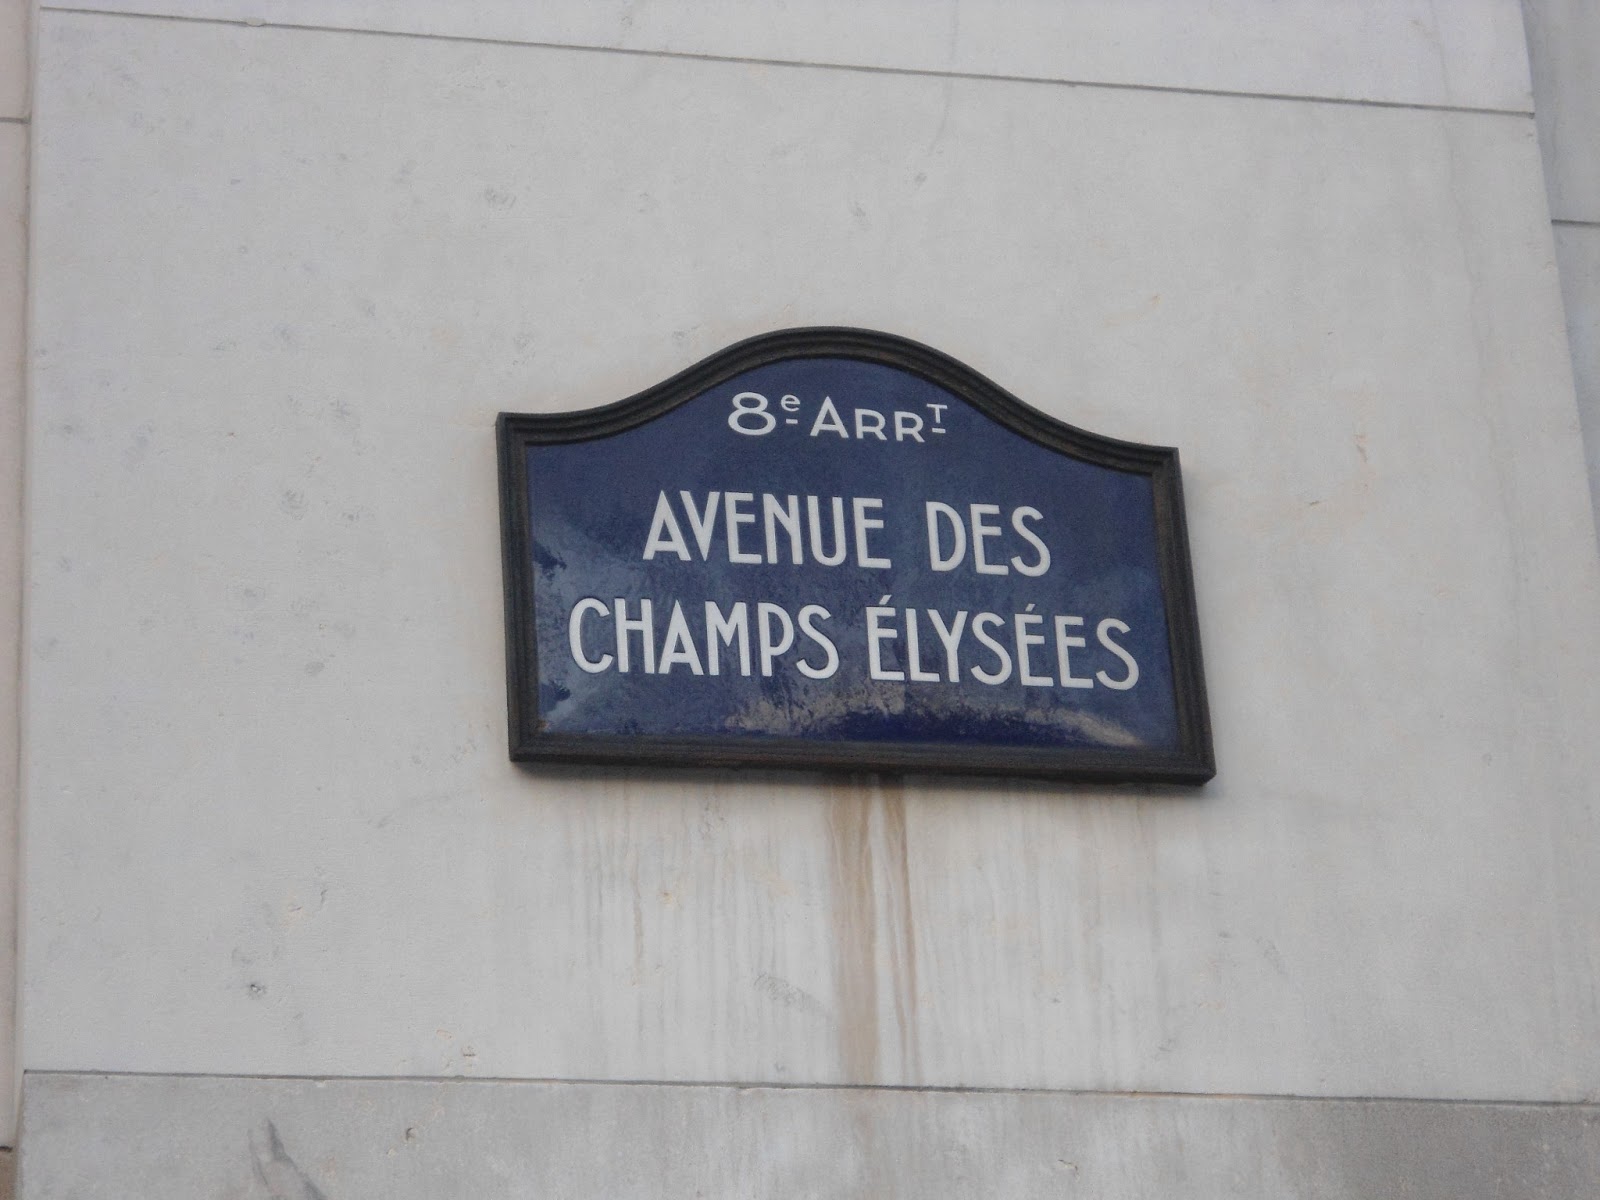 8e Arrt
AVENUE DES
CHAMPS ÉLYSÉES